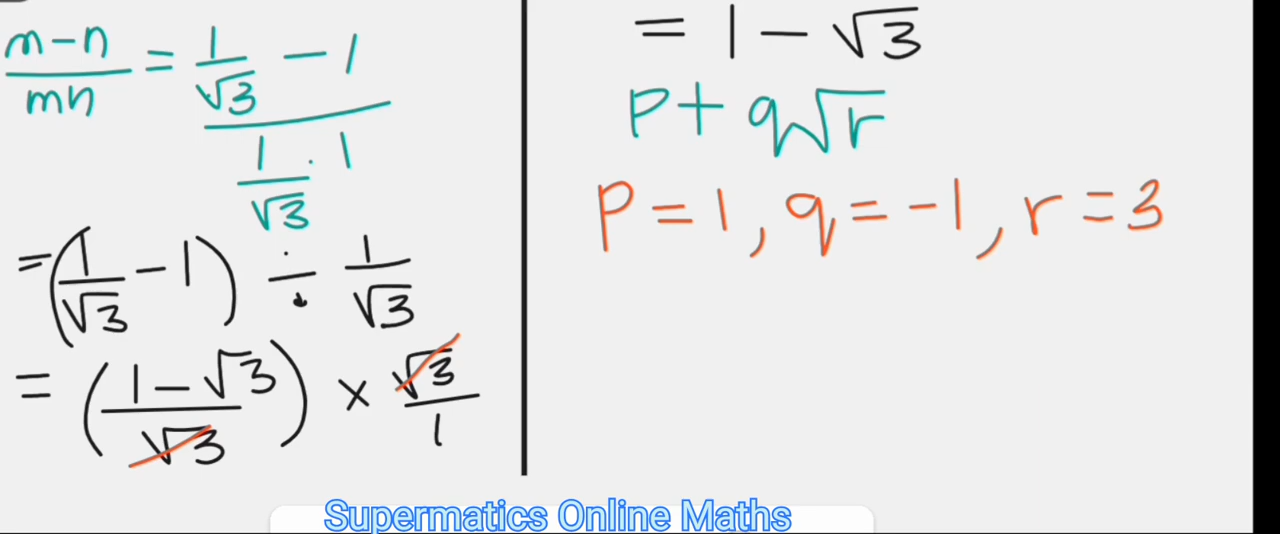 (m-n)/(mn) = (1/√3 - 1)/(1/√3 · 1)
= (1/√3 - 1) ÷ 1/√3
= ((1-√3)/√3) × √3/1
= 1 - √3
p + q√r
P = 1, q = -1, r = 3
Supermatics Online Maths